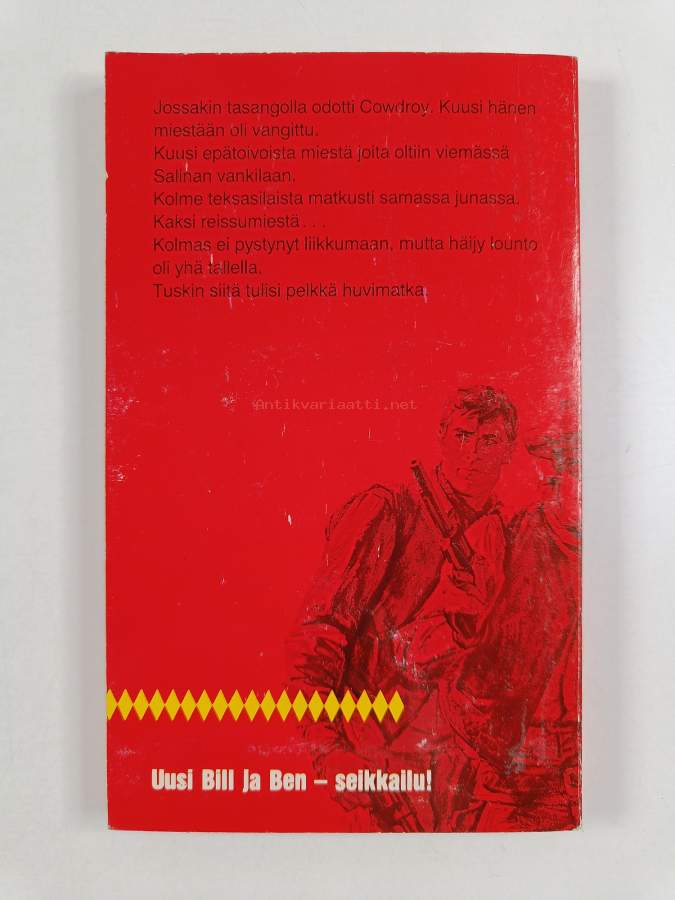 Jossakin tasangolla odotti Cowdroy. Kuusi hänen
miestään oli vangittu.
Kuusi epätoivoista miestä joita oltiin viemässä
Salinan vankilaan.
Kolme teksasilaista matkusti samassa junassa.
Kaksi reissumiestä . . .
Kolmas ei pystynyt liikkumaan, mutta häijy lounto
oli yhä tallella.
Tuskin siitä tulisi pelkkä huvimatka.
Antikvariaatti.net
Uusi Bill ja Ben – seikkailu!